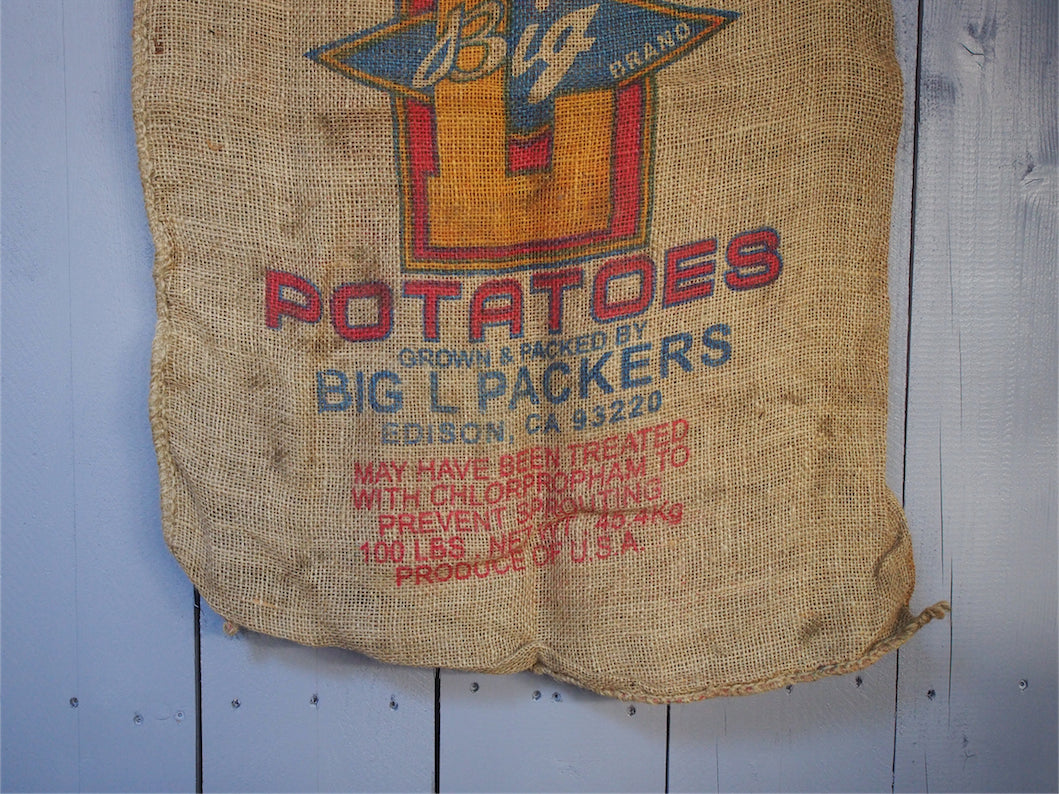 Big
BRAND
L
POTATOES
GROWN & PACKED BY
BIG L PACKERS
EDISON, CA 93220
MAY HAVE BEEN TREATED
WITH CHLORPROPHAM TO
PREVENT SPROUTING
100 LBS NET WT 45.4Kg
PRODUCE OF U.S.A.